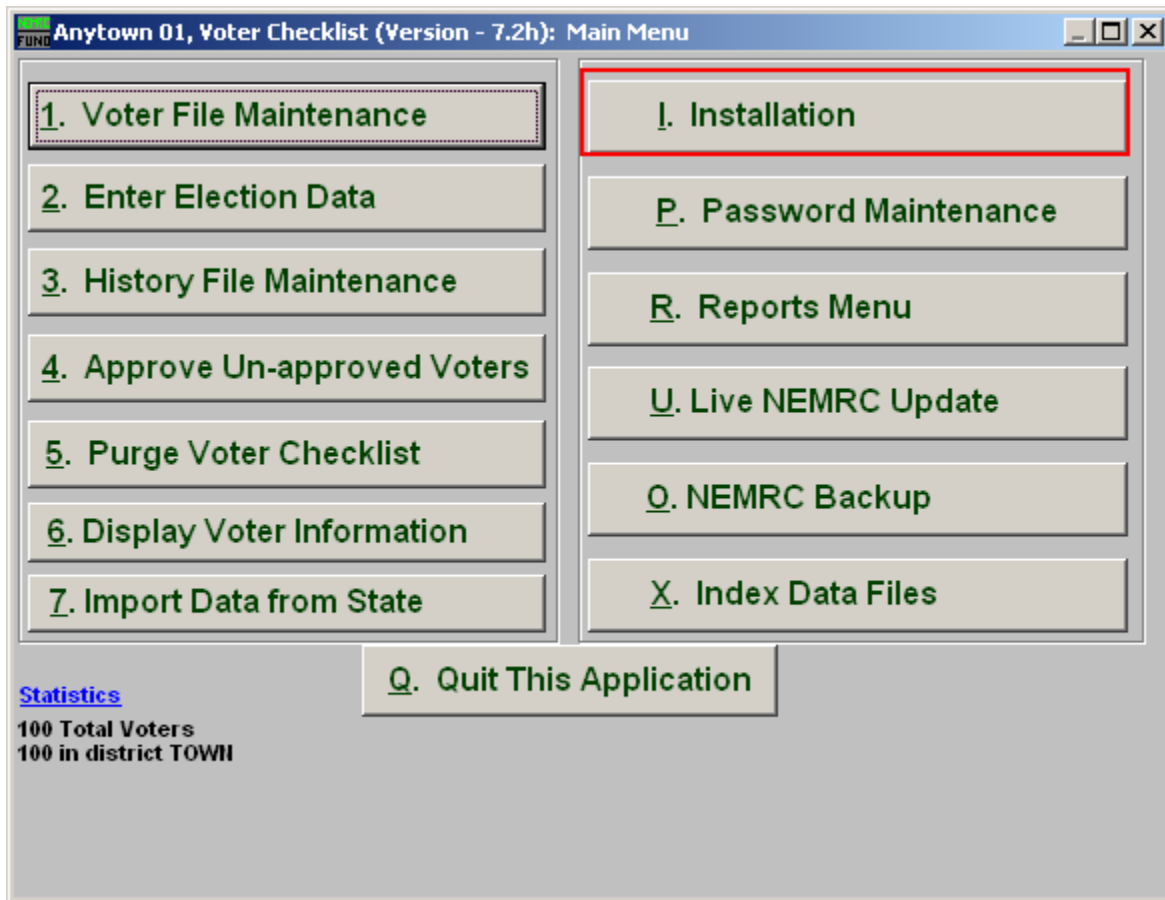 NEMRC
FUND
Anytown 01, Voter Checklist (Version - 7.2h): Main Menu
1. Voter File Maintenance
2. Enter Election Data
3. History File Maintenance
4. Approve Un-approved Voters
5. Purge Voter Checklist
6. Display Voter Information
7. Import Data from State
I. Installation
P. Password Maintenance
R. Reports Menu
U. Live NEMRC Update
O. NEMRC Backup
X. Index Data Files
Q. Quit This Application
Statistics
100 Total Voters
100 in district TOWN